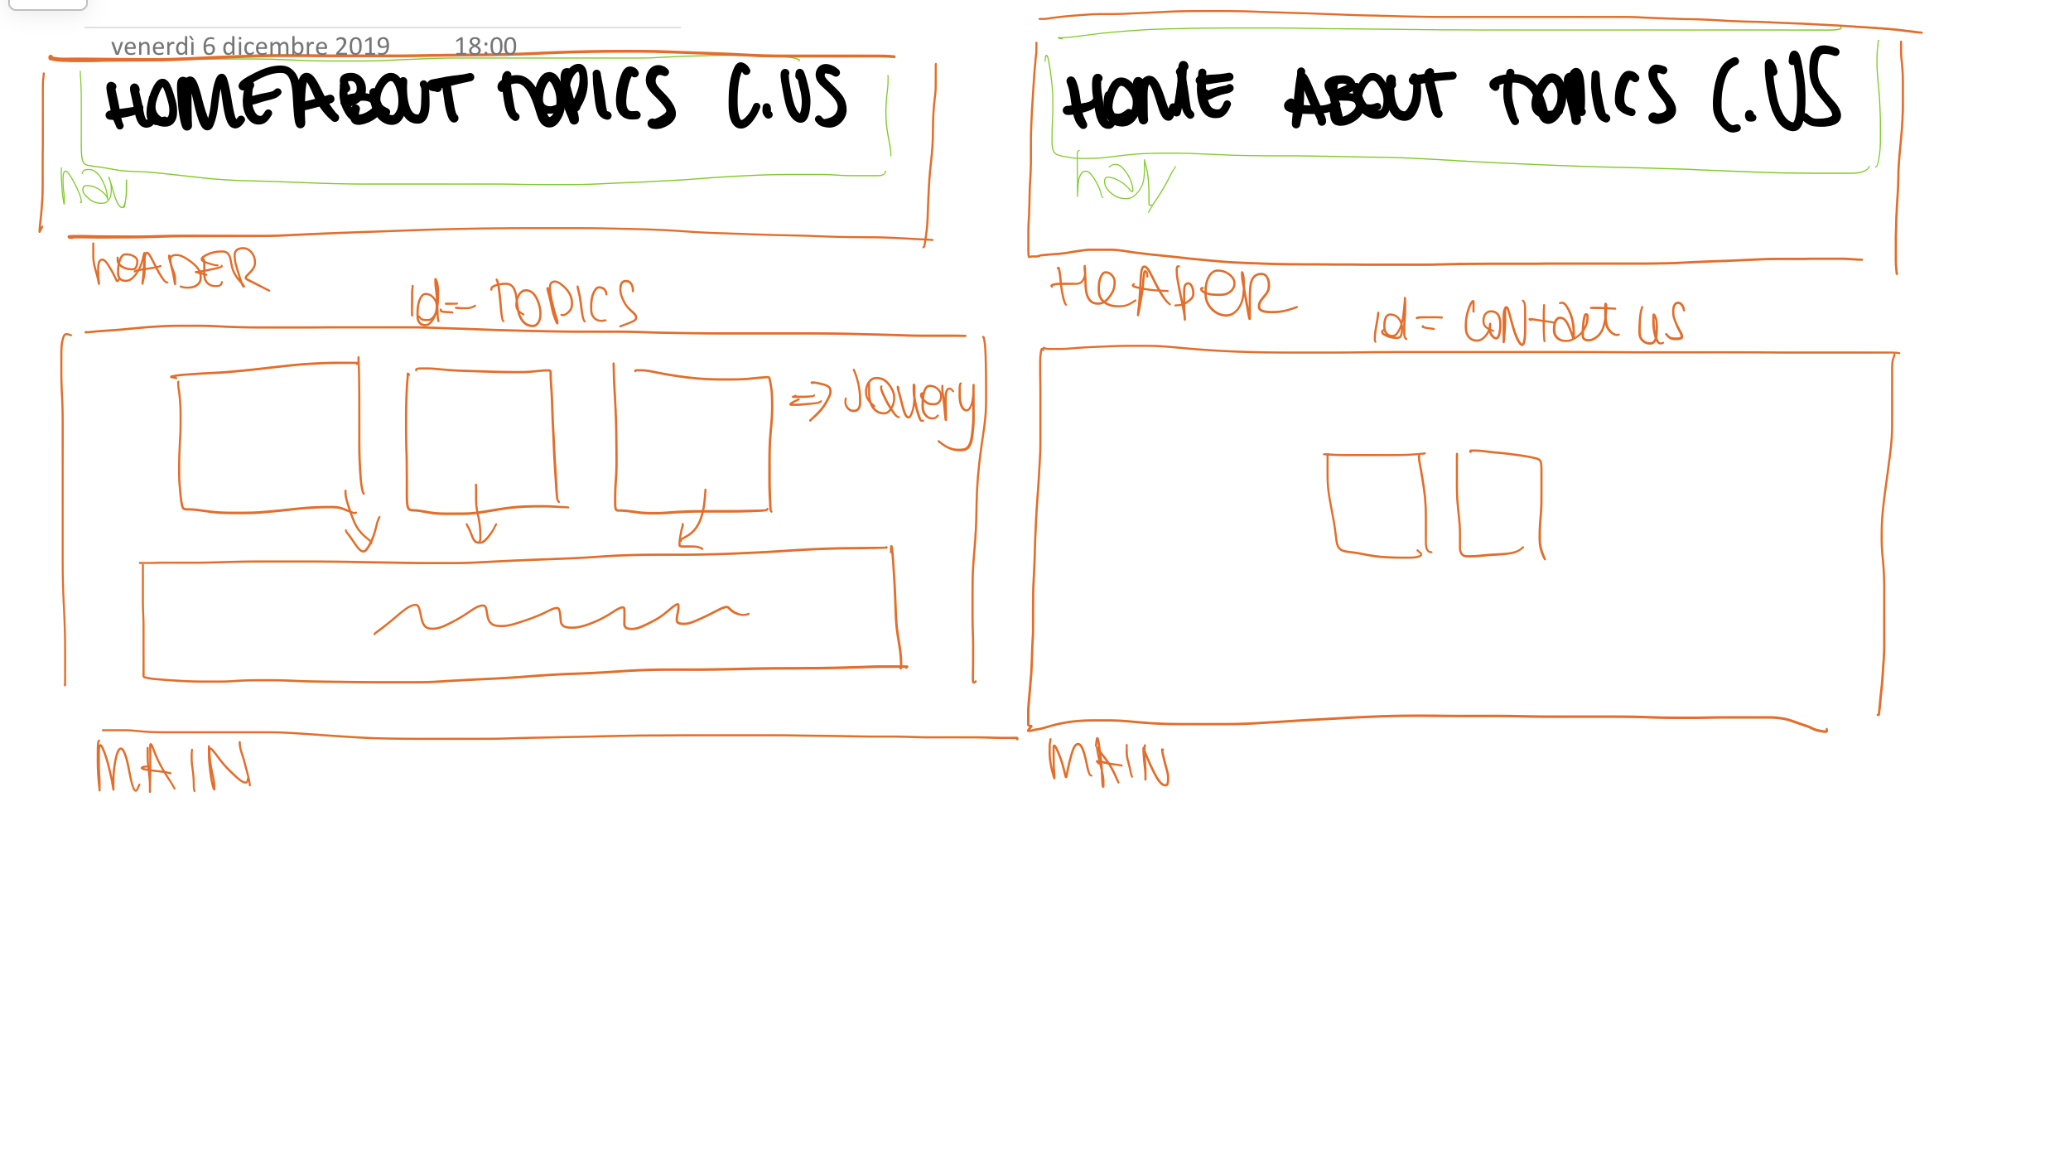 venerdì 6 dicembre 2019 18:00
HOME ABOUT TOPICS C.US
nav
HEADER
id= TOPICS
=> JQuery
MAIN
HOME ABOUT TOPICS C.US
nav
HEADER
id= contact us
MAIN